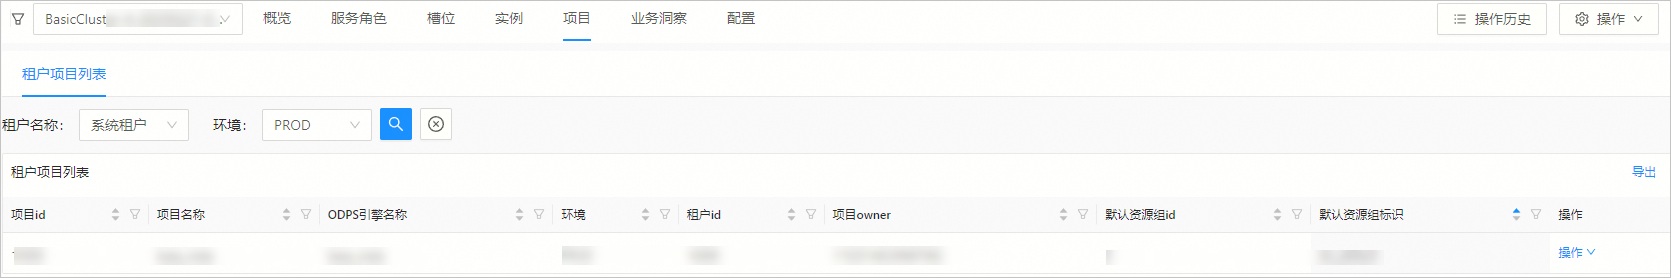 BasicClust 概览 服务角色 槽位 实例 项目 业务洞察 配置 操作历史 操作
租户项目列表
租户名称: 系统租户 环境: PROD
租户项目列表 导出
项目id 项目名称 ODPS引擎名称 环境 租户id 项目owner 默认资源组id 默认资源组标识 操作
操作